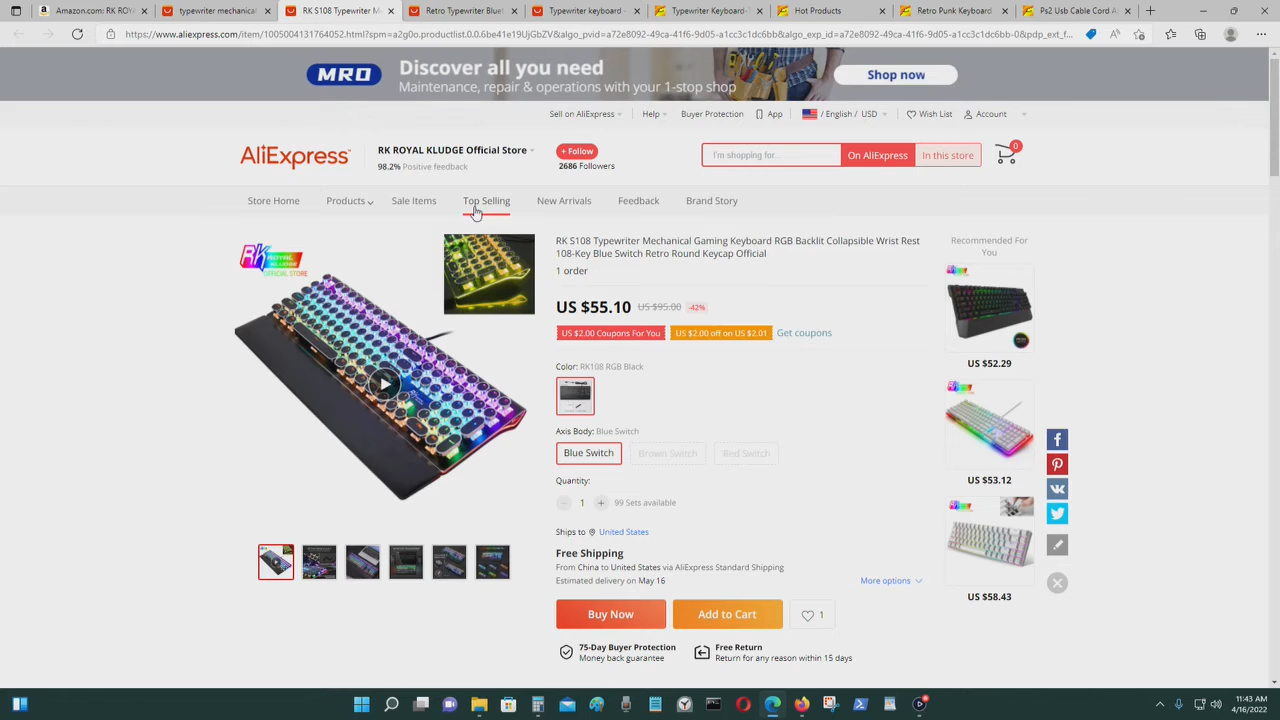 Amazon.com: RK ROYAL
typewriter mechanical
RK S108 Typewriter M
Retro Typewriter Blueto
Typewriter keyboard -
Typewriter Keyboard-
Hot Products
Retro Punk Keyboard
Ps2 Usb Cable Cord A
https://www.aliexpress.com/item/1005004131764052.html?spm=a2g0o.productlist.0.0.6be41e19UjGbZV&algo_pvid=a72e8092-49ca-41f6-9d05-a1cc3c1dc6bb&algo_exp_id=a72e8092-49ca-41f6-9d05-a1cc3c1dc6bb-0&pdp_ext_f...
MRO
Discover all you need
Maintenance, repair & operations with your 1-stop shop
Shop now
Sell on AliExpress
Help
Buyer Protection
App
/ English / USD
Wish List
Account
AliExpress
RK ROYAL KLUDGE Official Store
98.2% Positive feedback
+ Follow
2686 Followers
I'm shopping for...
On AliExpress
In this store
0
Store Home
Products
Sale Items
Top Selling
New Arrivals
Feedback
Brand Story
RK ROYAL KLUDGE
OFFICIAL STORE
RK S108 Typewriter Mechanical Gaming Keyboard RGB Backlit Collapsible Wrist Rest
108-Key Blue Switch Retro Round Keycap Official
1 order
US $55.10
US $95.00
-42%
US $2.00 Coupons For You
US $2.00 off on US $2.01
Get coupons
Color: RK108 RGB Black
Axis Body: Blue Switch
Blue Switch
Brown Switch
Red Switch
Quantity:
1
99 Sets available
Ships to
United States
Free Shipping
From China to United States via AliExpress Standard Shipping
Estimated delivery on May 16
More options
Buy Now
Add to Cart
1
75-Day Buyer Protection
Money back guarantee
Free Return
Return for any reason within 15 days
Recommended For
You
US $52.29
US $53.12
US $58.43
11:43 AM
4/16/2022